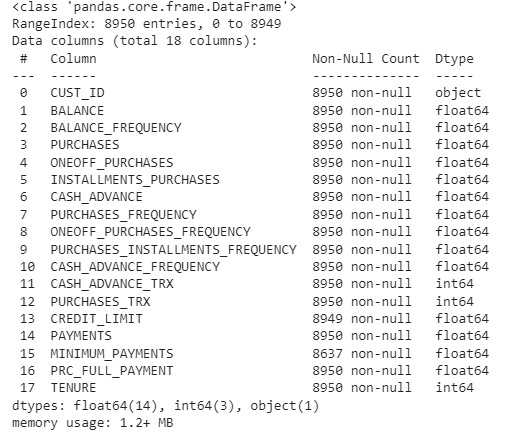 <class 'pandas.core.frame.DataFrame'>
RangeIndex: 8950 entries, 0 to 8949
Data columns (total 18 columns):
 #   Column                            Non-Null Count  Dtype
---  ------                            --------------  -----
 0   CUST_ID                           8950 non-null   object
 1   BALANCE                           8950 non-null   float64
 2   BALANCE_FREQUENCY                 8950 non-null   float64
 3   PURCHASES                         8950 non-null   float64
 4   ONEOFF_PURCHASES                  8950 non-null   float64
 5   INSTALLMENTS_PURCHASES            8950 non-null   float64
 6   CASH_ADVANCE                      8950 non-null   float64
 7   PURCHASES_FREQUENCY               8950 non-null   float64
 8   ONEOFF_PURCHASES_FREQUENCY        8950 non-null   float64
 9   PURCHASES_INSTALLMENTS_FREQUENCY  8950 non-null   float64
 10  CASH_ADVANCE_FREQUENCY            8950 non-null   float64
 11  CASH_ADVANCE_TRX                  8950 non-null   int64
 12  PURCHASES_TRX                     8950 non-null   int64
 13  CREDIT_LIMIT                      8949 non-null   float64
 14  PAYMENTS                          8950 non-null   float64
 15  MINIMUM_PAYMENTS                  8637 non-null   float64
 16  PRC_FULL_PAYMENT                  8950 non-null   float64
 17  TENURE                            8950 non-null   int64
dtypes: float64(14), int64(3), object(1)
memory usage: 1.2+ MB